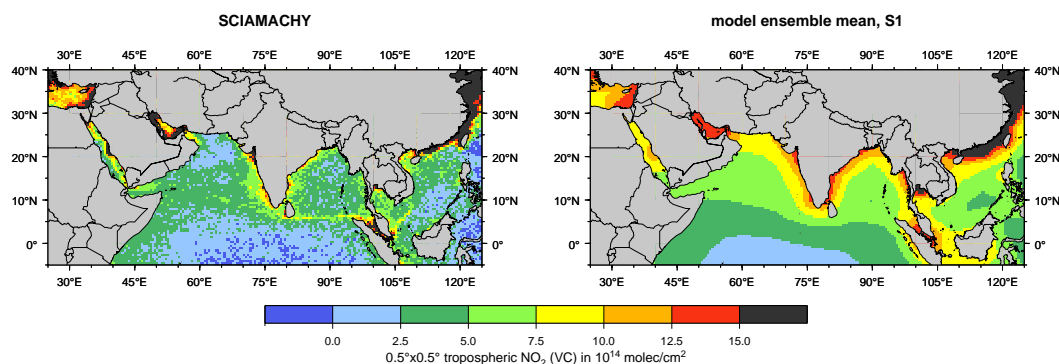 SCIAMACHY
model ensemble mean, S1
30°E 45°E 60°E 75°E 90°E 105°E 120°E
30°E 45°E 60°E 75°E 90°E 105°E 120°E
40°N 40°N 40°N 40°N
30°N 30°N 30°N 30°N
20°N 20°N 20°N 20°N
10°N 10°N 10°N 10°N
0° 0° 0° 0°
30°E 45°E 60°E 75°E 90°E 105°E 120°E
30°E 45°E 60°E 75°E 90°E 105°E 120°E
0.0 2.5 5.0 7.5 10.0 12.5 15.0
0.5°x0.5° tropospheric NO₂ (VC) in 10¹⁴ molec/cm²